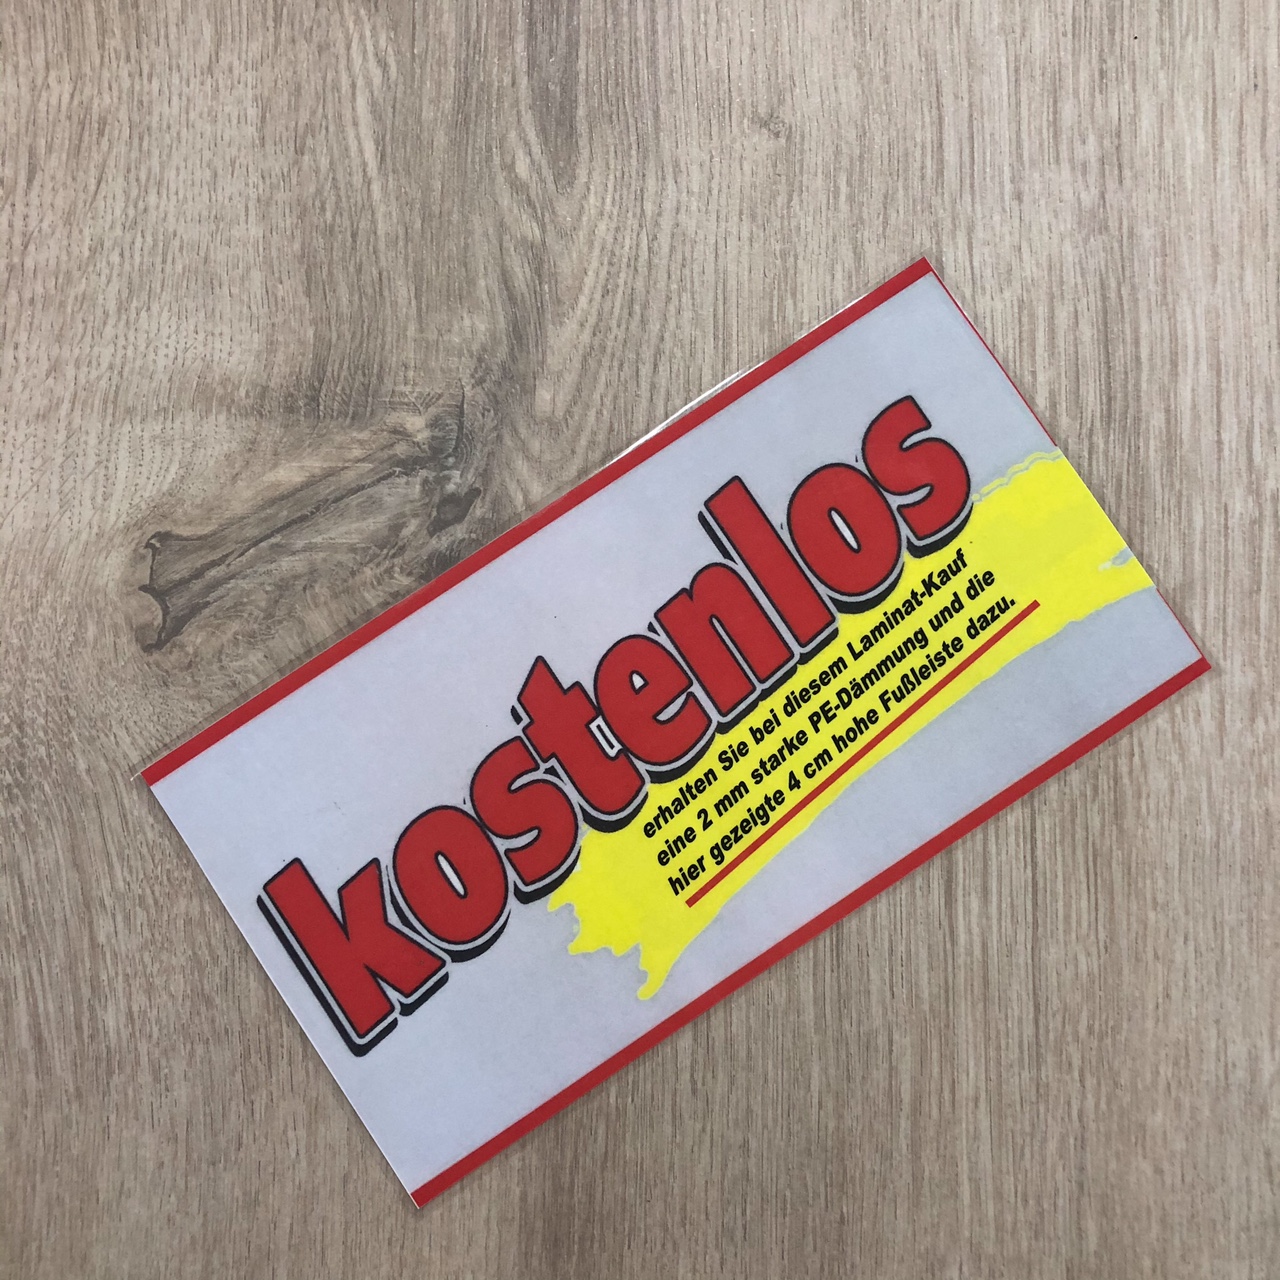 kostenlos
erhalten Sie bei diesem Laminat-Kauf
eine 2 mm starke PE-Dämmung und die
hier gezeigte 4 cm hohe Fußleiste dazu.